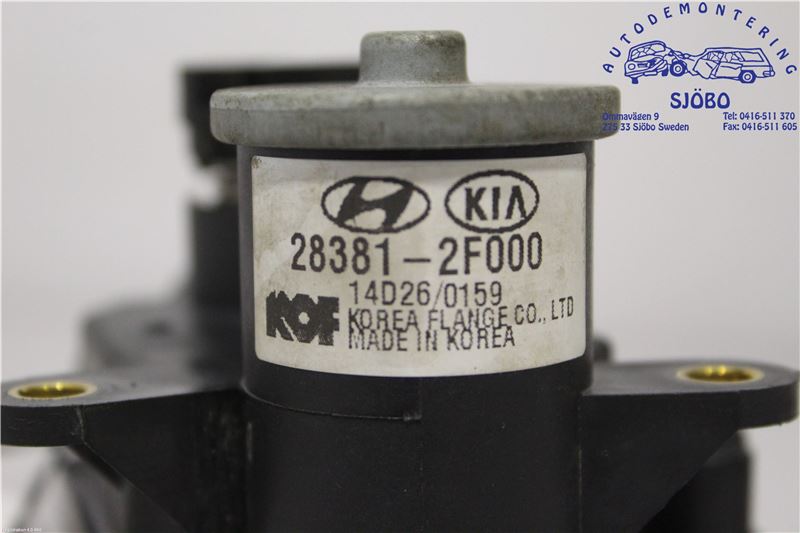 AUTODEMONTERING
SJÖBO
Ommavägen 9
275 33 Sjöbo Sweden
Tel: 0416-511 370
Fax: 0416-511 605
KIA
28381-2F000
14D26/0159
KOF
KOREA FLANGE CO., LTD
MADE IN KOREA